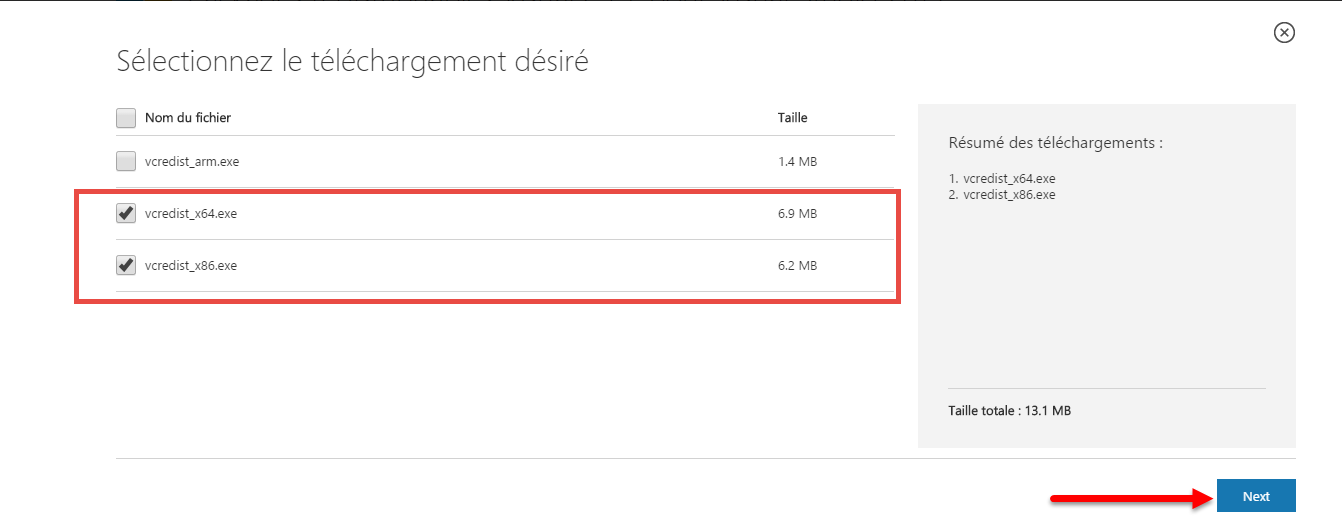 Sélectionnez le téléchargement désiré
Nom du fichier Taille
vcredist_arm.exe 1.4 MB
vcredist_x64.exe 6.9 MB
vcredist_x86.exe 6.2 MB
Résumé des téléchargements :
1. vcredist_x64.exe
2. vcredist_x86.exe
Taille totale : 13.1 MB
Next